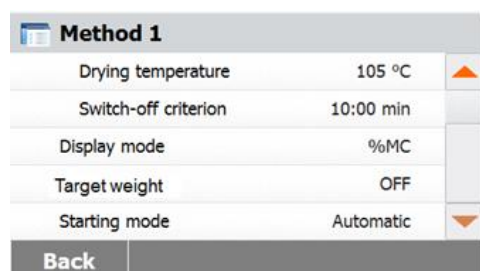 Method 1
Drying temperature 105 ºC
Switch-off criterion 10:00 min
Display mode %MC
Target weight OFF
Starting mode Automatic
Back